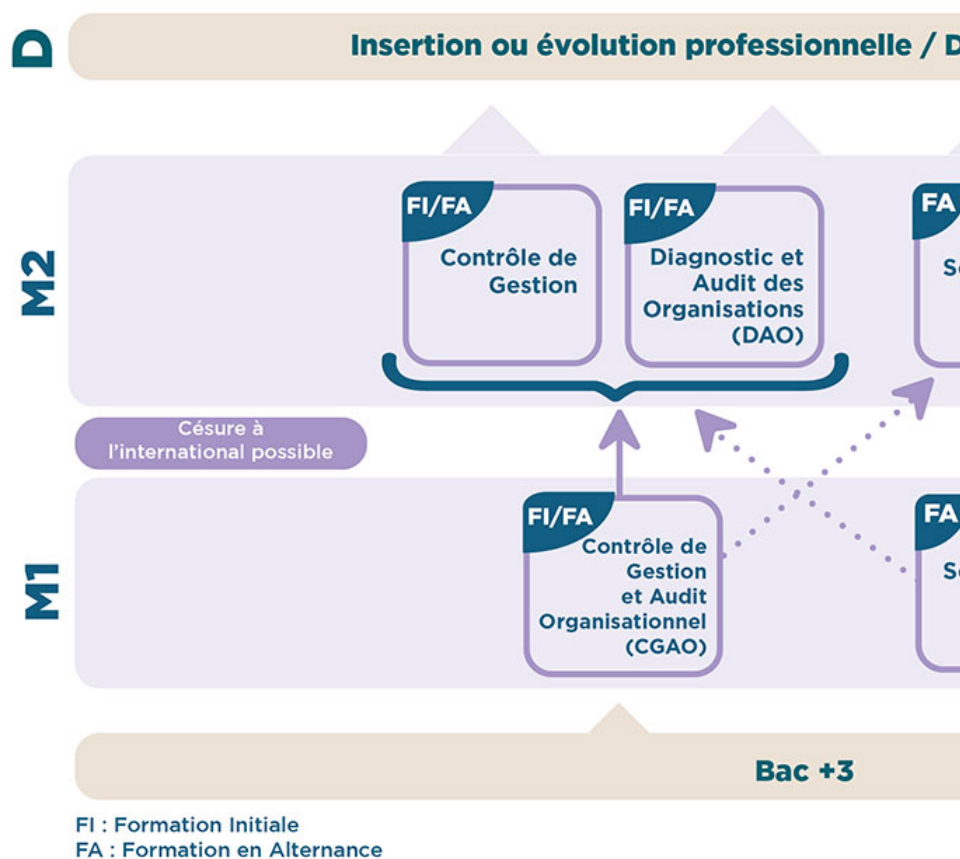 D
Insertion ou évolution professionnelle / D
M2
FI/FA
Contrôle de
Gestion
FI/FA
Diagnostic et
Audit des
Organisations
(DAO)
FA
Césure à
l'international possible
M1
FI/FA
Contrôle de
Gestion
et Audit
Organisationnel
(CGAO)
FA
Bac +3
FI : Formation Initiale
FA : Formation en Alternance